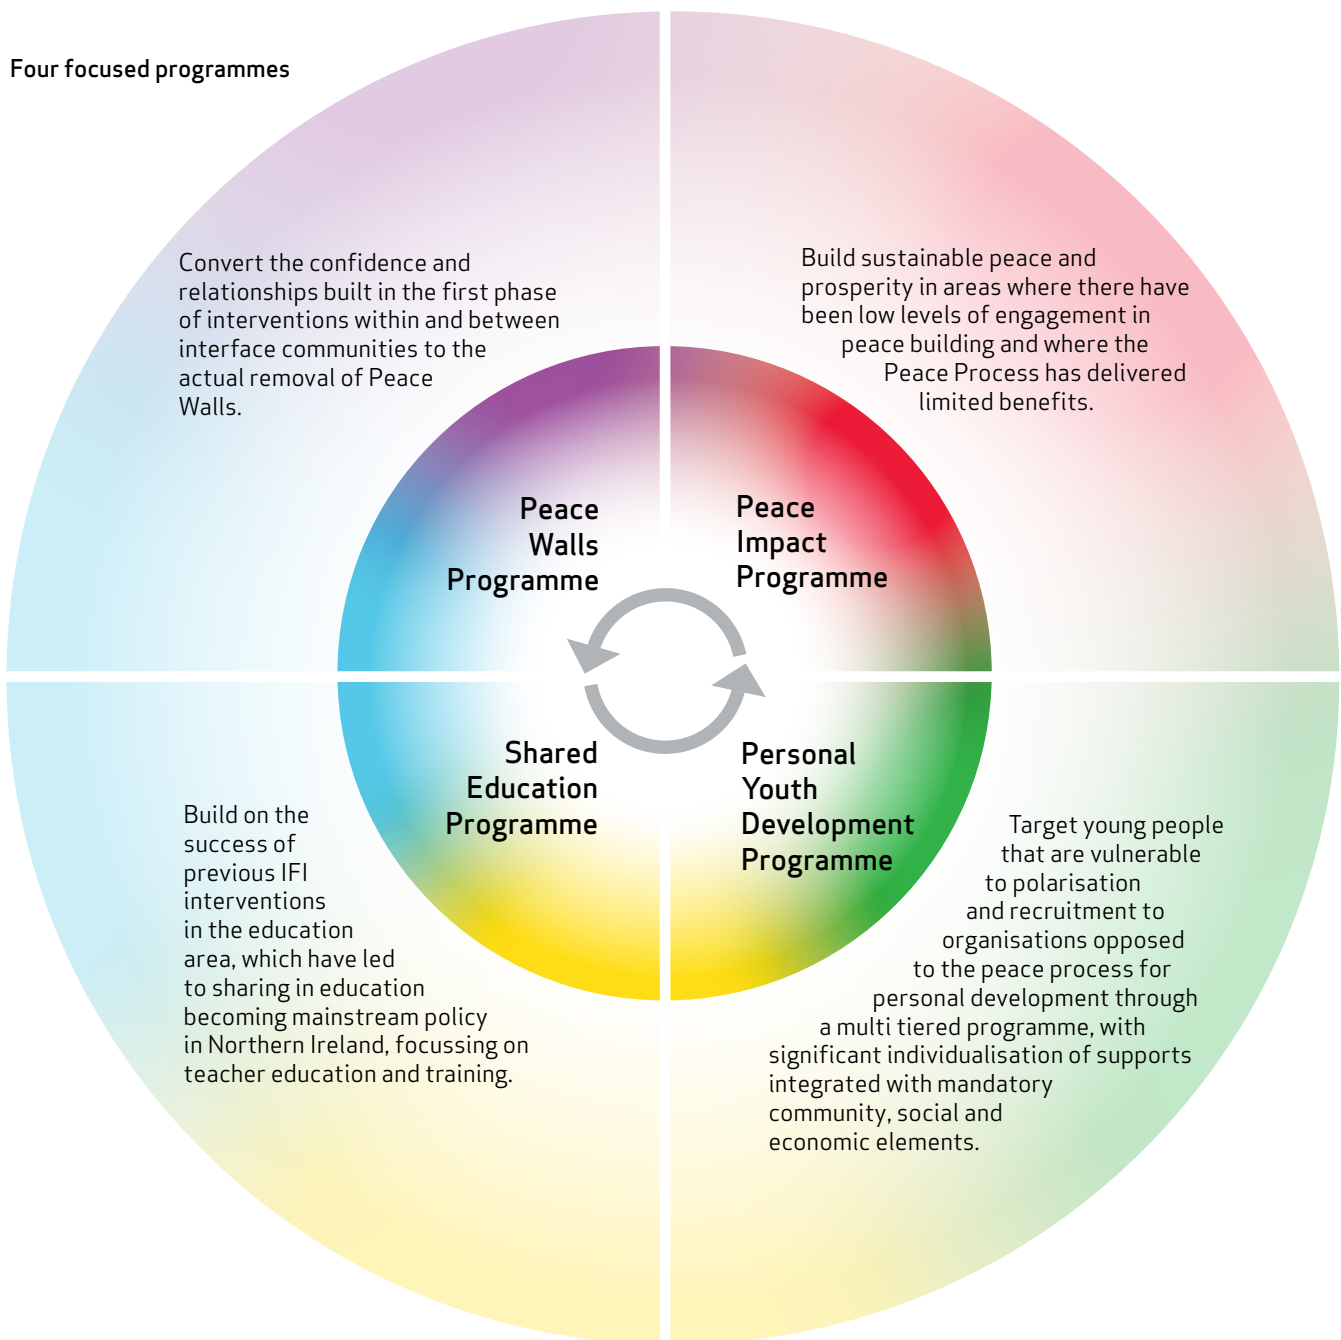 Four focused programmes
Convert the confidence and
relationships built in the first phase
of interventions within and between
interface communities to the
actual removal of Peace
Walls.
Build sustainable peace and
prosperity in areas where there have
been low levels of engagement in
peace building and where the
Peace Process has delivered
limited benefits.
Peace
Walls
Programme
Peace
Impact
Programme
Shared
Education
Programme
Personal
Youth
Development
Programme
Build on the
success of
previous IFI
interventions
in the education
area, which have led
to sharing in education
becoming mainstream policy
in Northern Ireland, focussing on
teacher education and training.
Target young people
that are vulnerable
to polarisation
and recruitment to
organisations opposed
to the peace process for
personal development through
a multi tiered programme, with
significant individualisation of supports
integrated with mandatory
community, social and
economic elements.